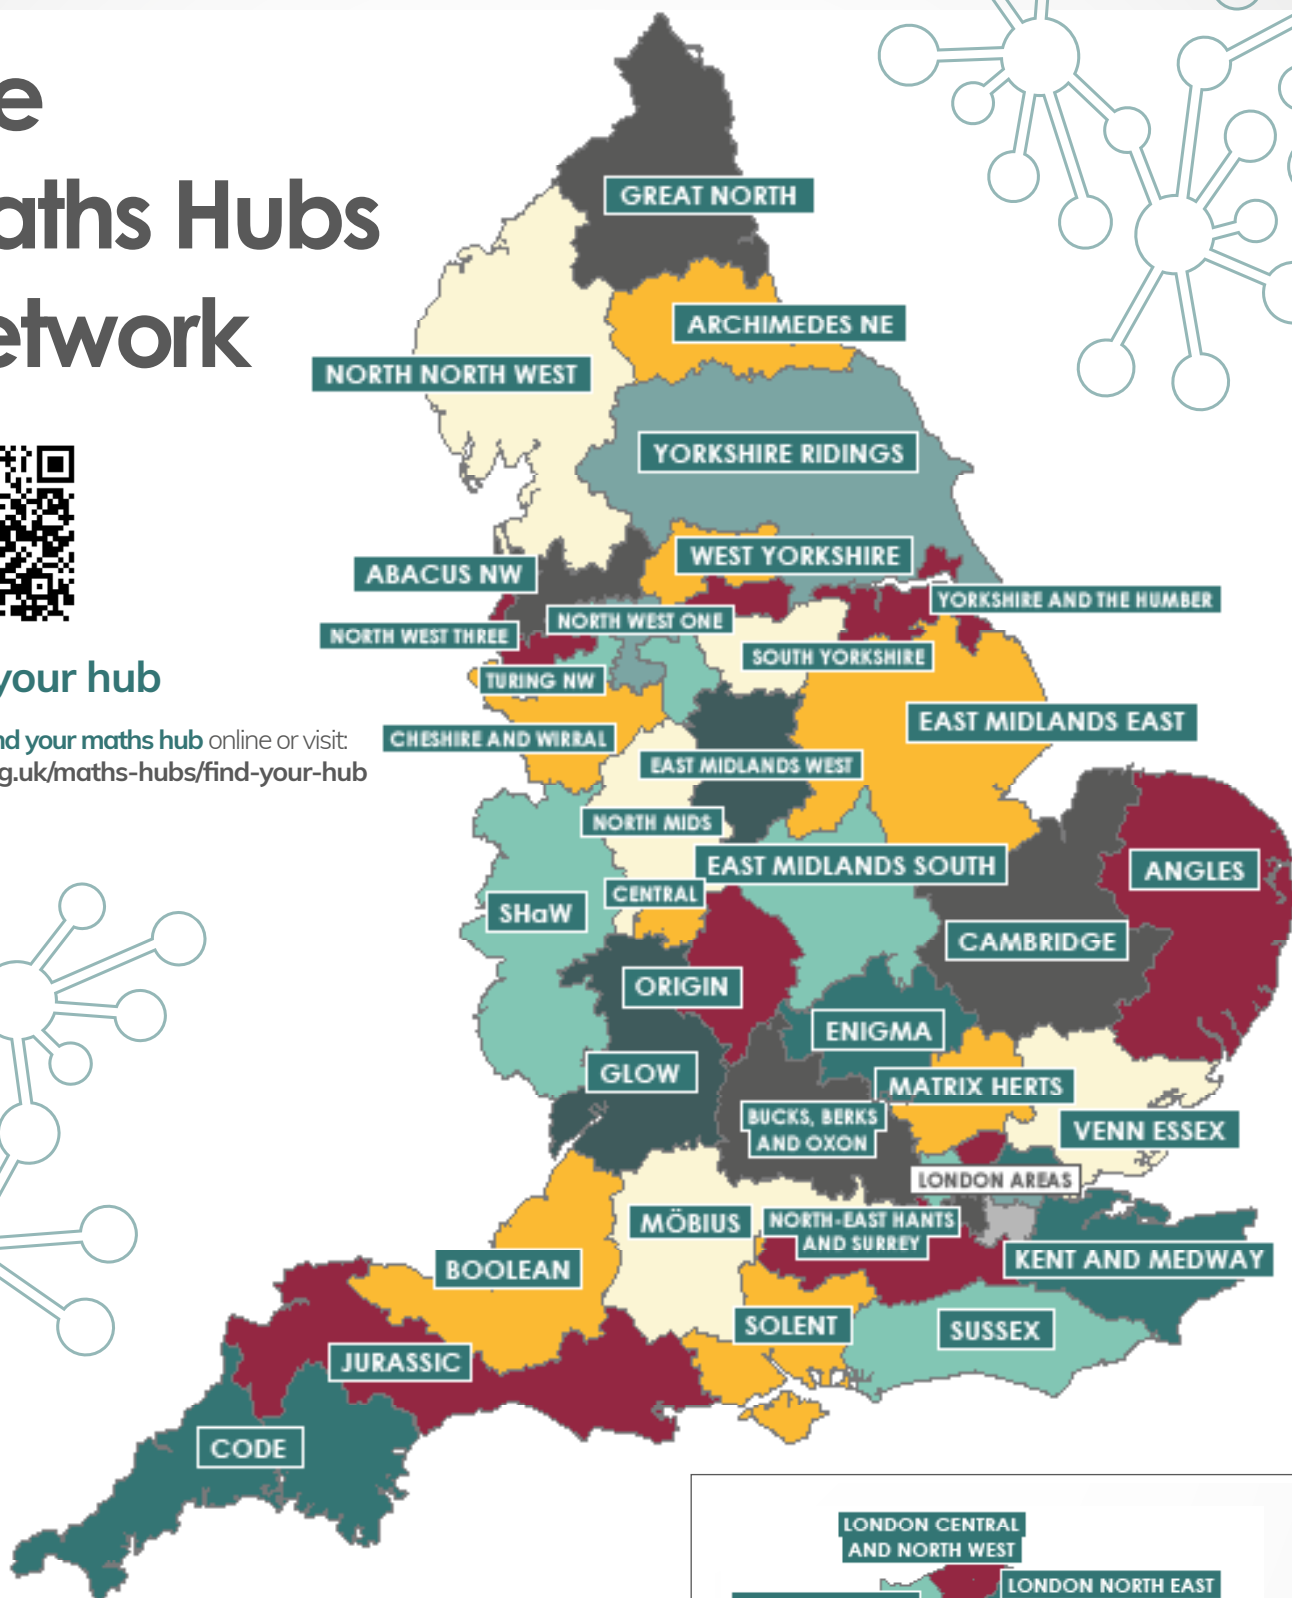 e
aths Hubs
etwork
your hub
nd your maths hub online or visit:
g.uk/maths-hubs/find-your-hub
GREAT NORTH
ARCHIMEDES NE
NORTH NORTH WEST
YORKSHIRE RIDINGS
WEST YORKSHIRE
ABACUS NW
YORKSHIRE AND THE HUMBER
NORTH WEST ONE
NORTH WEST THREE
SOUTH YORKSHIRE
TURING NW
EAST MIDLANDS EAST
CHESHIRE AND WIRRAL
EAST MIDLANDS WEST
NORTH MIDS
EAST MIDLANDS SOUTH
ANGLES
CENTRAL
SHaW
CAMBRIDGE
ORIGIN
ENIGMA
GLOW
MATRIX HERTS
BUCKS, BERKS
AND OXON
VENN ESSEX
LONDON AREAS
MÖBIUS
NORTH-EAST HANTS
AND SURREY
KENT AND MEDWAY
BOOLEAN
SOLENT
SUSSEX
JURASSIC
CODE
LONDON CENTRAL
AND NORTH WEST
LONDON NORTH EAST